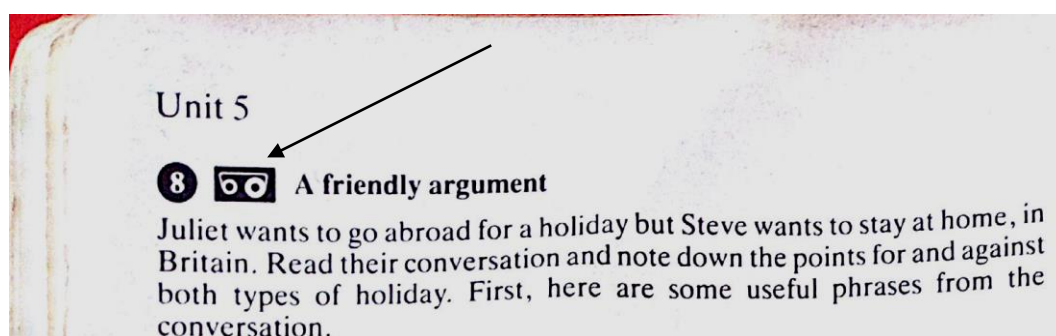 Unit 5
8 A friendly argument
Juliet wants to go abroad for a holiday but Steve wants to stay at home, in
Britain. Read their conversation and note down the points for and against
both types of holiday. First, here are some useful phrases from the
conversation.